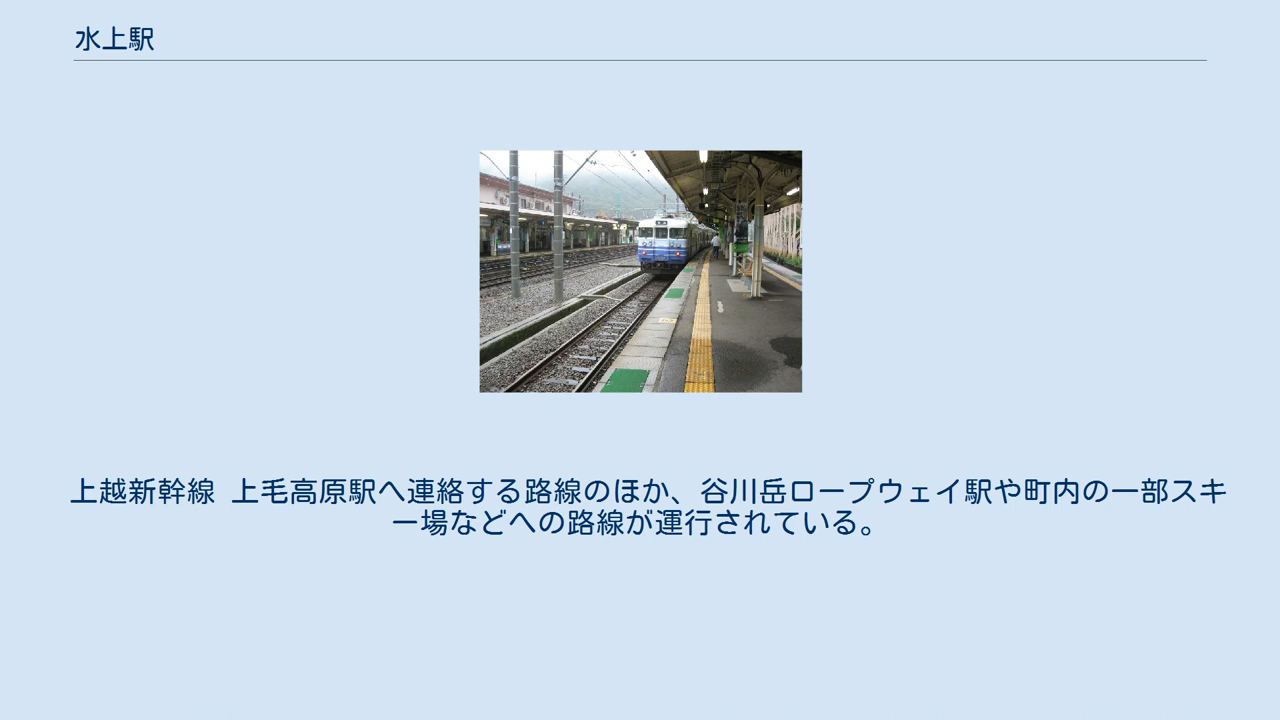 水上駅
上越新幹線 上毛高原駅へ連絡する路線のほか、谷川岳ロープウェイ駅や町内の一部スキ
ー場などへの路線が運行されている。